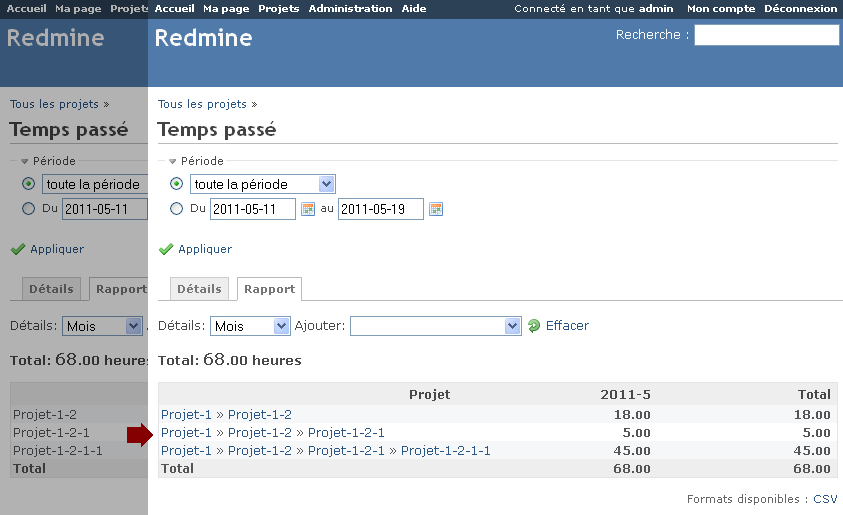 Accueil Ma page Projets Accueil Ma page Projets Administration Aide Connecté en tant que admin Mon compte Déconnexion
Redmine Redmine Recherche :
Tous les projets » Tous les projets »
Temps passé Temps passé
Période Période
toute la période toute la période
Du 2011-05-11 Du 2011-05-11 au 2011-05-19
Appliquer Appliquer
Détails Rapport Détails Rapport
Détails: Mois Détails: Mois Ajouter: Effacer
Total: 68.00 heures Total: 68.00 heures
Projet 2011-5 Total
Projet-1-2 Projet-1 » Projet-1-2 18.00 18.00
Projet-1-2-1 Projet-1 » Projet-1-2 » Projet-1-2-1 5.00 5.00
Projet-1-2-1-1 Projet-1 » Projet-1-2 » Projet-1-2-1 » Projet-1-2-1-1 45.00 45.00
Total Total 68.00 68.00
Formats disponibles : CSV